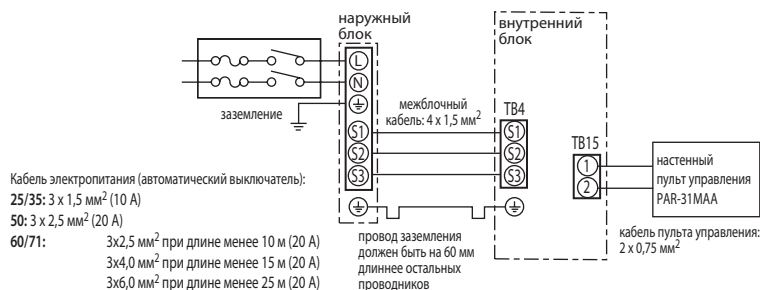 наружный
блок
внутренний
блок
L
N
заземление
межблочный
кабель: 4 x 1,5 мм²
TB4
S1
S2
S3
S1
S2
S3
TB15
1
2
настенный
пульт управления
PAR-31MAA
кабель пульта управления:
2 x 0,75 мм²
провод заземления
должен быть на 60 мм
длиннее остальных
проводников
Кабель электропитания (автоматический выключатель):
25/35: 3 x 1,5 мм² (10 А)
50: 3 x 2,5 мм² (20 А)
60/71: 3x2,5 мм² при длине менее 10 м (20 А)
3x4,0 мм² при длине менее 15 м (20 А)
3x6,0 мм² при длине менее 25 м (20 А)